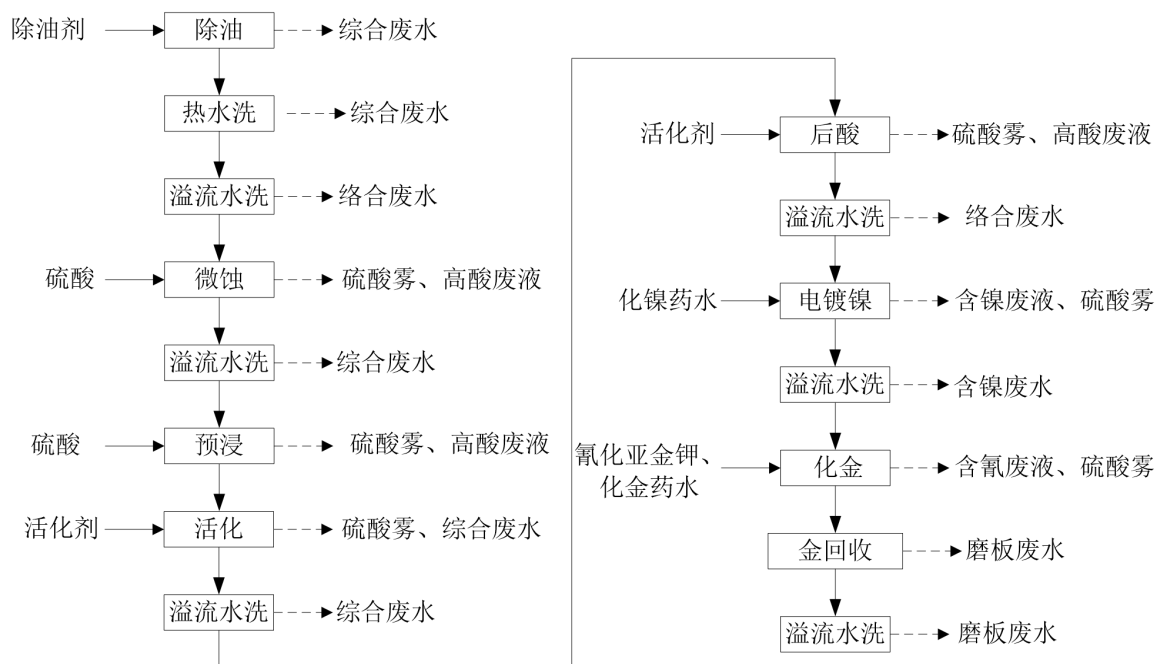 除油剂 除油 综合废水
热水洗 综合废水
溢流水洗 络合废水
硫酸 微蚀 硫酸雾、高酸废液
溢流水洗 综合废水
硫酸 预浸 硫酸雾、高酸废液
活化剂 活化 硫酸雾、综合废水
溢流水洗 综合废水
活化剂 后酸 硫酸雾、高酸废液
溢流水洗 络合废水
化镍药水 电镀镍 含镍废液、硫酸雾
溢流水洗 含镍废水
氰化亚金钾、
化金药水 化金 含氰废液、硫酸雾
金回收 磨板废水
溢流水洗 磨板废水